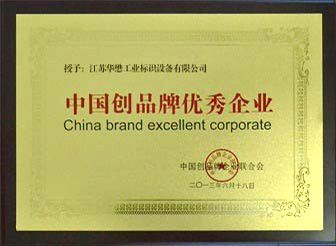 授予：江苏华懋工业标识设备有限公司
中国创品牌优秀企业
China brand excellent corporate
中国创品牌企业联合会
二〇一三年六月十八日